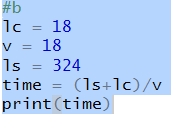 #b
lc = 18
v = 18
ls = 324
time = (ls+lc)/v
print(time)